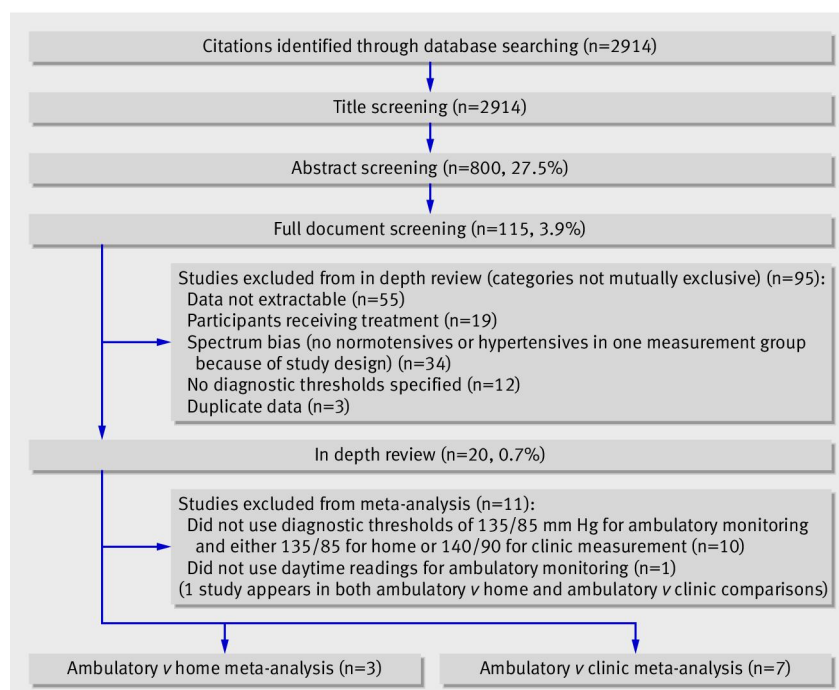 Citations identified through database searching (n=2914)
Title screening (n=2914)
Abstract screening (n=800, 27.5%)
Full document screening (n=115, 3.9%)
Studies excluded from in depth review (categories not mutually exclusive) (n=95):
Data not extractable (n=55)
Participants receiving treatment (n=19)
Spectrum bias (no normotensives or hypertensives in one measurement group
because of study design) (n=34)
No diagnostic thresholds specified (n=12)
Duplicate data (n=3)
In depth review (n=20, 0.7%)
Studies excluded from meta-analysis (n=11):
Did not use diagnostic thresholds of 135/85 mm Hg for ambulatory monitoring
and either 135/85 for home or 140/90 for clinic measurement (n=10)
Did not use daytime readings for ambulatory monitoring (n=1)
(1 study appears in both ambulatory v home and ambulatory v clinic comparisons)
Ambulatory v home meta-analysis (n=3)
Ambulatory v clinic meta-analysis (n=7)